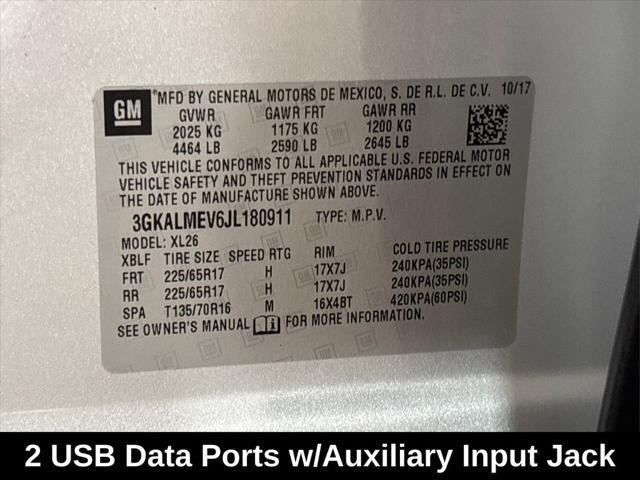 GM
*MFD BY GENERAL MOTORS DE MEXICO, S. DE R.L. DE C.V. 10/17
GVWR GAWR FRT GAWR RR
2025 KG 1175 KG 1200 KG
4464 LB 2590 LB 2645 LB
THIS VEHICLE CONFORMS TO ALL APPLICABLE U.S. FEDERAL MOTOR
VEHICLE SAFETY AND THEFT PREVENTION STANDARDS IN EFFECT ON
THE DATE OF MANUFACTURE SHOWN ABOVE.
3GKALMEV6JL180911 TYPE: M.P.V.
MODEL: XL26
XBLF TIRE SIZE SPEED RTG RIM COLD TIRE PRESSURE
FRT 225/65R17 H 17X7J 240KPA(35PSI)
RR 225/65R17 H 17X7J 240KPA(35PSI)
SPA T135/70R16 M 16X4BT 420KPA(60PSI)
SEE OWNER'S MANUAL FOR MORE INFORMATION.
2 USB Data Ports w/Auxiliary Input Jack